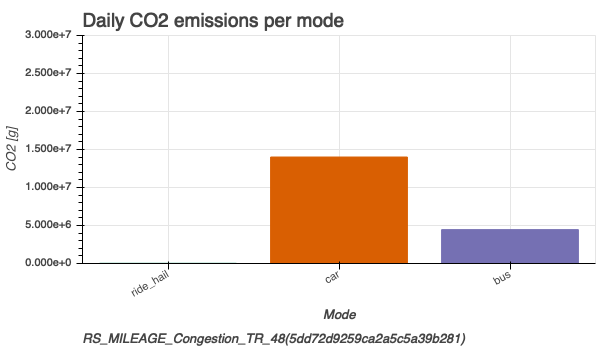 Daily CO2 emissions per mode
3.000e+7
2.500e+7
2.000e+7
1.500e+7
1.000e+7
5.000e+6
0.000e+0
CO2 [g]
ride_hail
car
bus
Mode
RS_MILEAGE_Congestion_TR_48(5dd72d9259ca2a5c5a39b281)